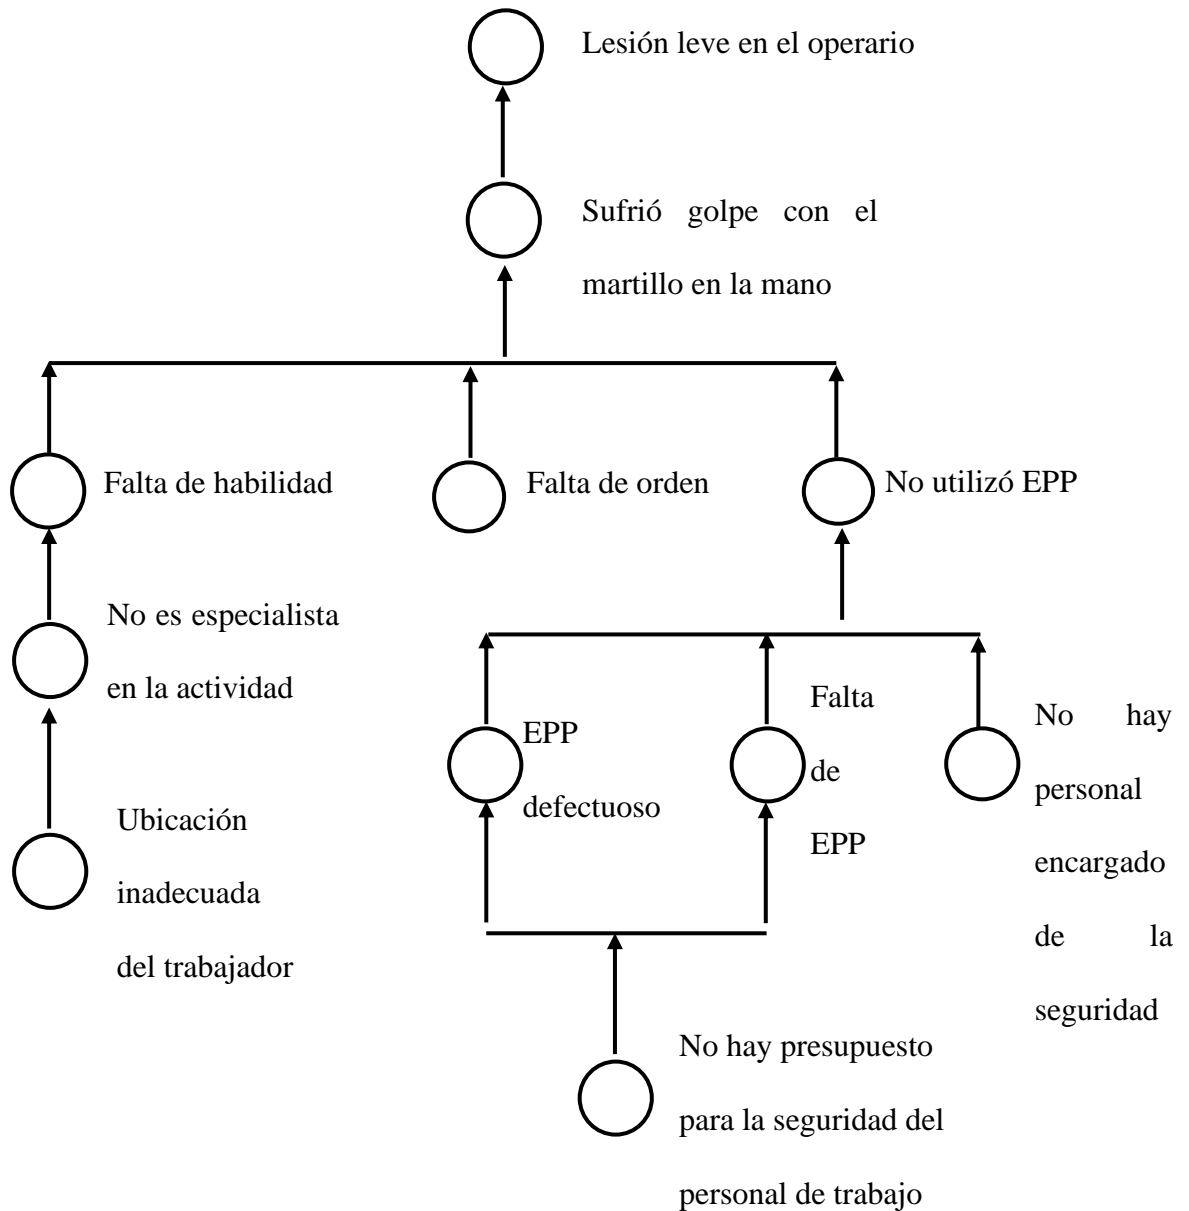 Lesión leve en el operario
Sufrió golpe con el
martillo en la mano
Falta de habilidad
Falta de orden
No utilizó EPP
No es especialista
en la actividad
EPP
defectuoso
Falta
de
EPP
No hay
personal
encargado
de la
seguridad
Ubicación
inadecuada
del trabajador
No hay presupuesto
para la seguridad del
personal de trabajo